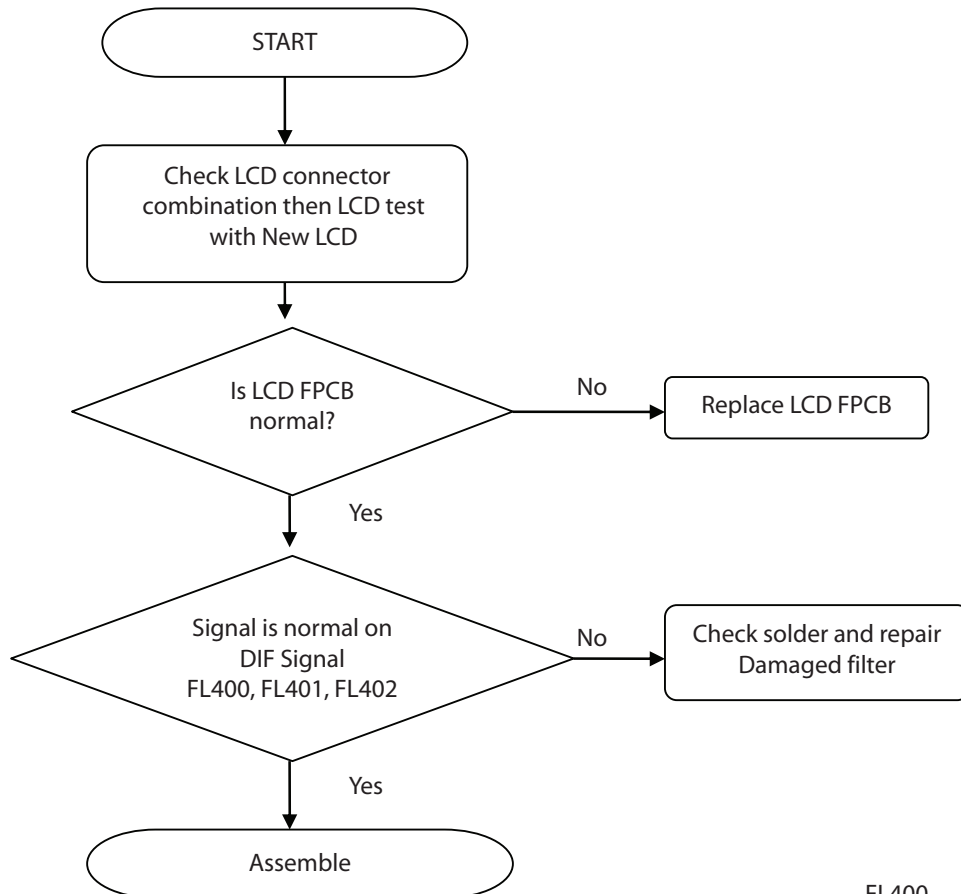 START
Check LCD connector
combination then LCD test
with New LCD
Is LCD FPCB
normal?
No
Replace LCD FPCB
Yes
Signal is normal on
DIF Signal
FL400, FL401, FL402
No
Check solder and repair
Damaged filter
Yes
Assemble
FL400